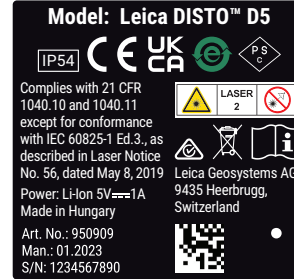 Model: Leica DISTO™ D5
IP54 CE UK CA e PS C
Complies with 21 CFR
1040.10 and 1040.11
except for conformance
with IEC 60825-1 Ed.3., as
described in Laser Notice
No. 56, dated May 8, 2019
Power: Li-Ion 5V⎓1A
Made in Hungary
Art. No.: 950909
Man.: 01.2023
S/N: 1234567890
LASER
2
Leica Geosystems AG
9435 Heerbrugg,
Switzerland